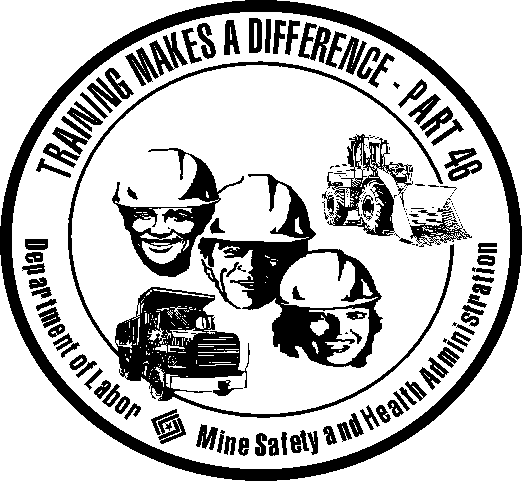 TRAINING MAKES A DIFFERENCE - PART 46
Department of Labor
Mine Safety and Health Administration